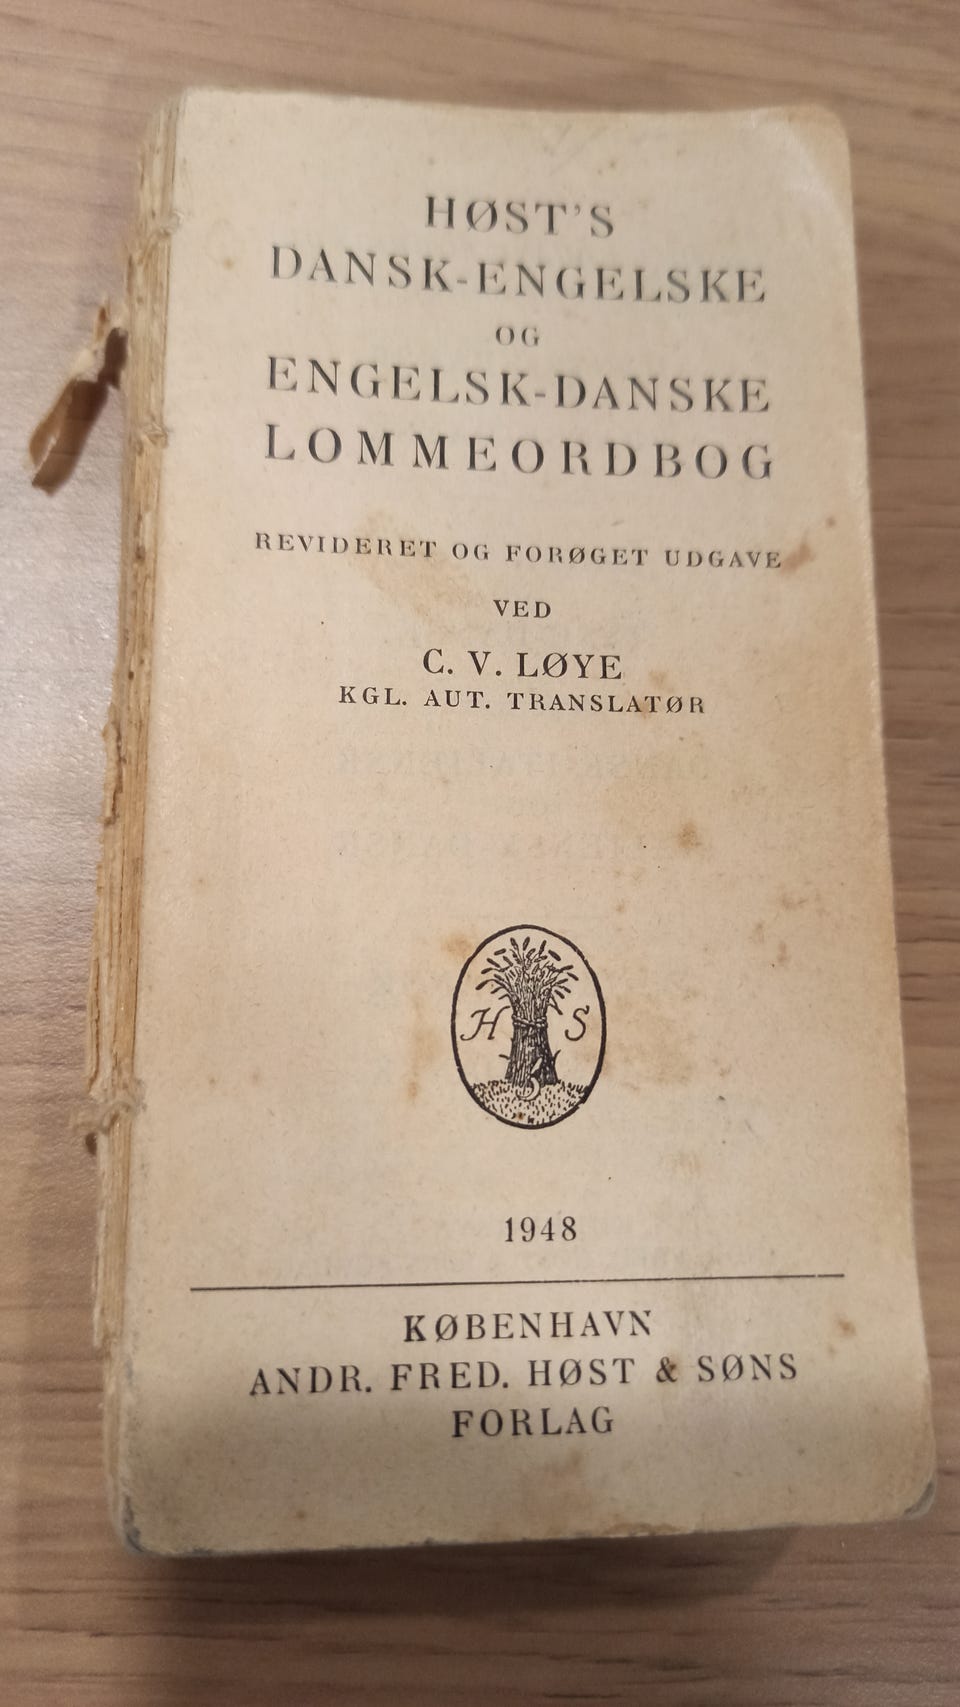 HØST'S
DANSK-ENGELSKE
OG
ENGELSK-DANSKE
LOMMEORDBOG
REVIDERET OG FORØGET UDGAVE
VED
C. V. LØYE
KGL. AUT. TRANSLATØR
H S
1948
KØBENHAVN
ANDR. FRED. HØST & SØNS
FORLAG